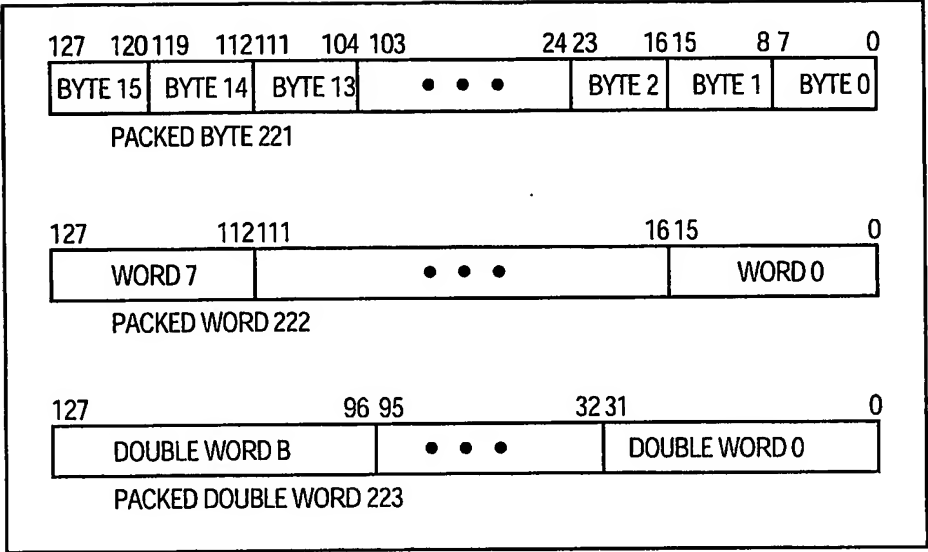 127 120 119 112 111 104 103 24 23 16 15 8 7 0
BYTE 15 BYTE 14 BYTE 13 • • • BYTE 2 BYTE 1 BYTE 0
PACKED BYTE 221
127 112 111 16 15 0
WORD 7 • • • WORD 0
PACKED WORD 222
127 96 95 32 31 0
DOUBLE WORD B • • • DOUBLE WORD 0
PACKED DOUBLE WORD 223